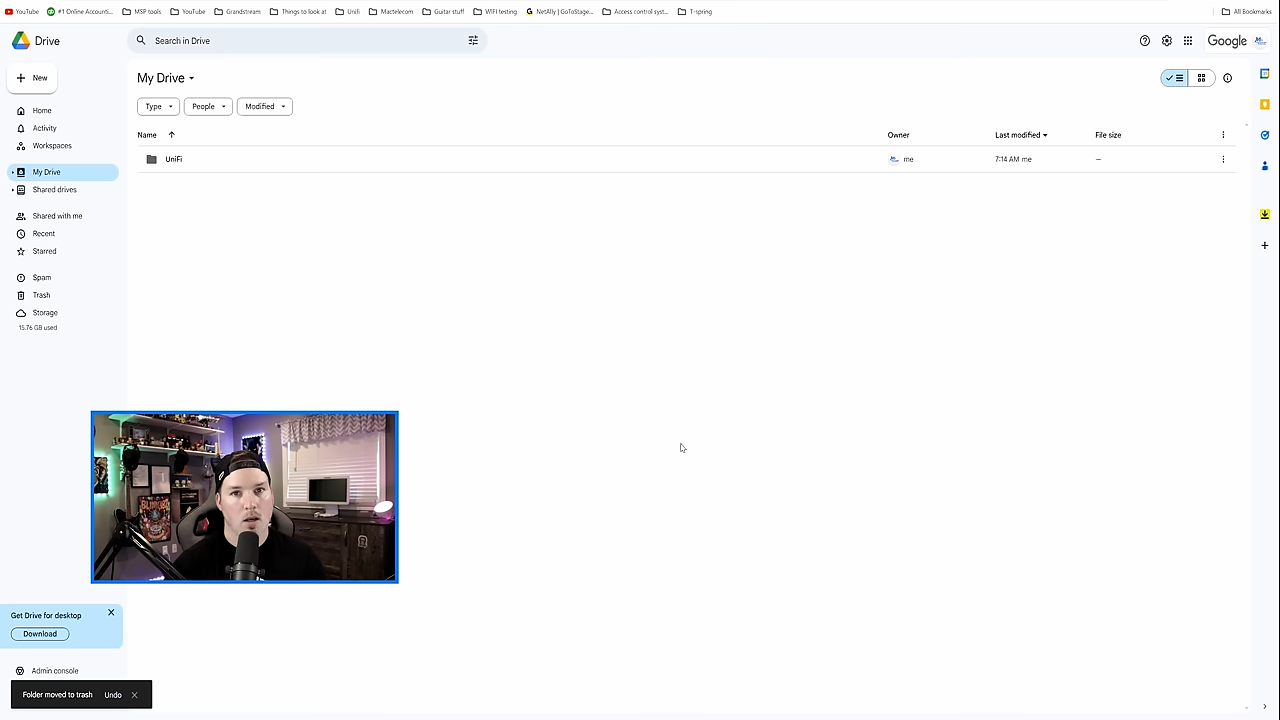 YouTube
#1 Online Accounti...
MSP tools
YouTube
Grandstream
Things to look at
Unifi
Mactelecom
Guitar stuff
WIFI testing
NetAlly | GoToStage...
Access control syst...
T-spring
All Bookmarks
Drive
Search in Drive
Google
New
My Drive
Type
People
Modified
Home
Activity
Workspaces
My Drive
Shared drives
Shared with me
Recent
Starred
Spam
Trash
Storage
15.76 GB used
Name
Owner
Last modified
File size
UniFi
me
7:14 AM me
—
Get Drive for desktop
Download
Admin console
Folder moved to trash
Undo